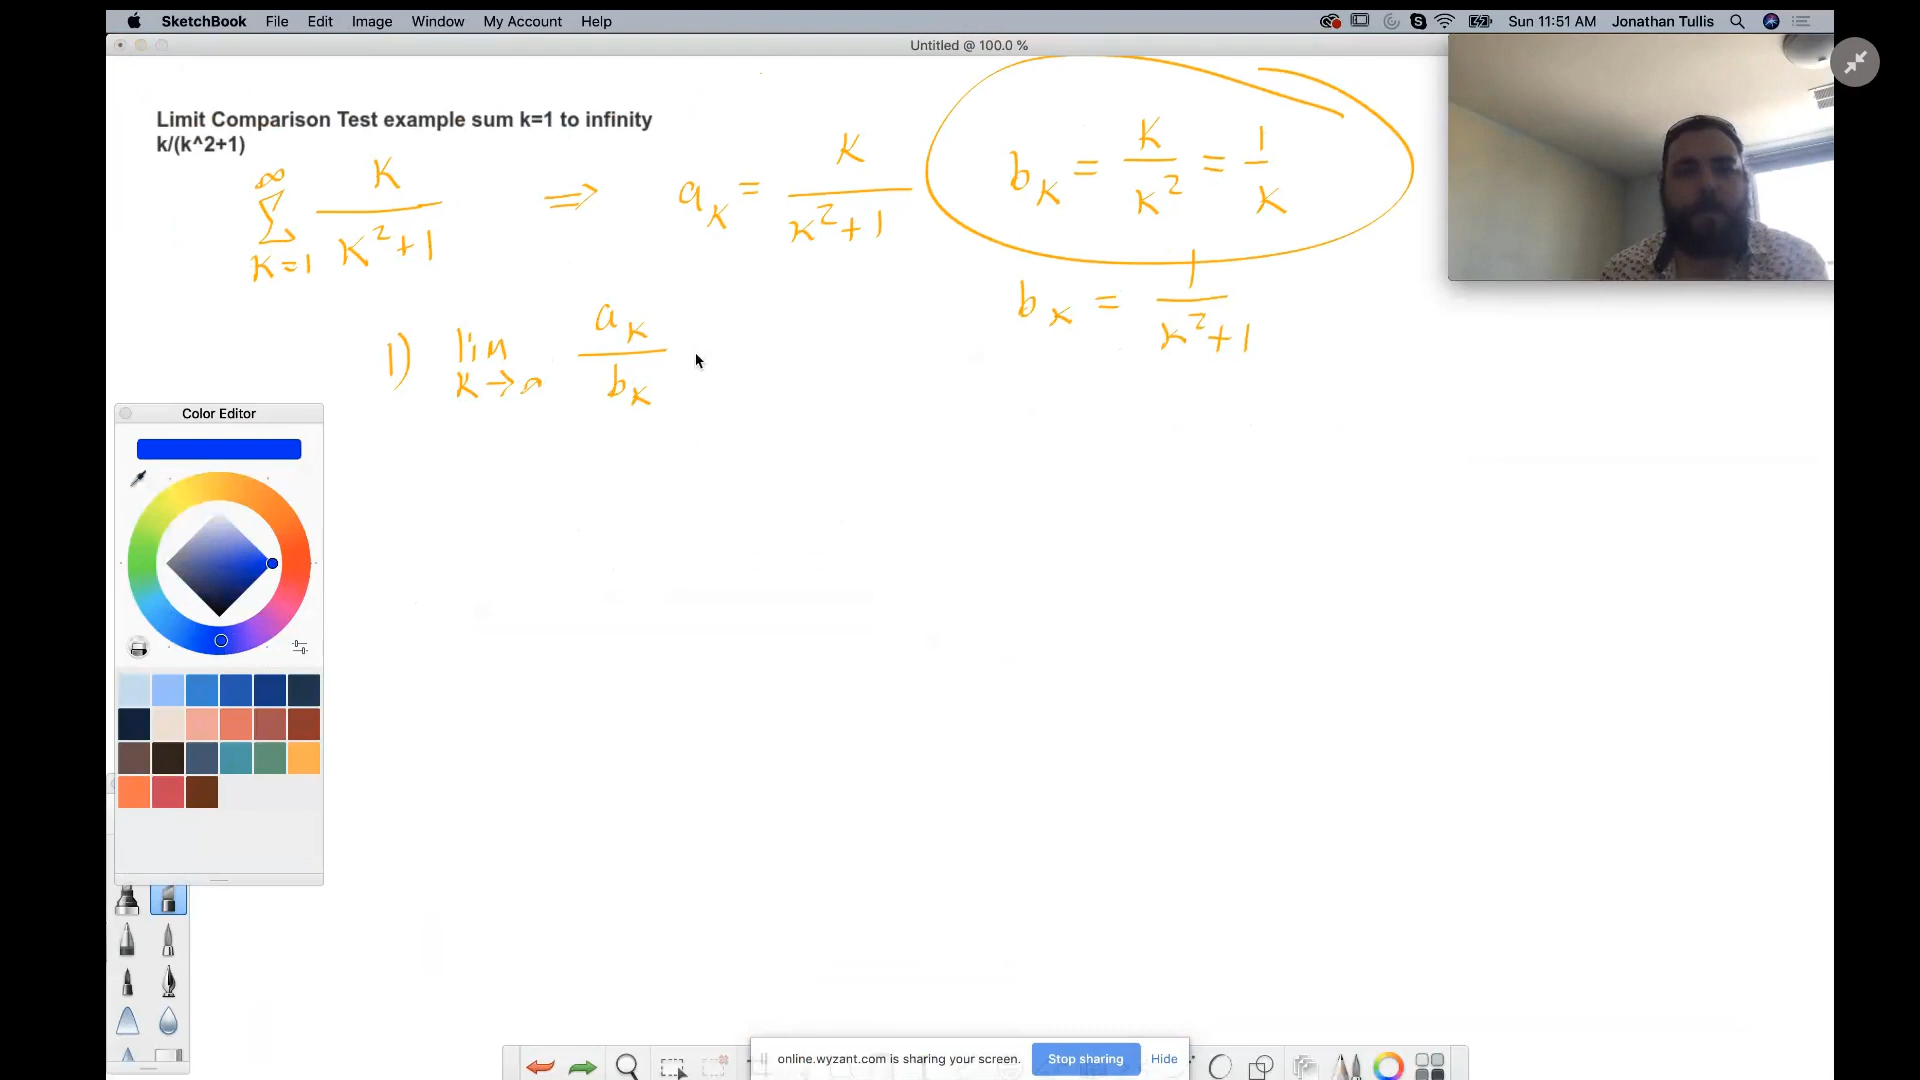 SketchBook File Edit Image Window My Account Help Sun 11:51 AM Jonathan Tullis
Untitled @ 100.0 %
Limit Comparison Test example sum k=1 to infinity
k/(k^2+1)
∞ Σ K=1 K/(K²+1) ⇒ a_K = K/(K²+1) b_K = K/K² = 1/K
b_K = 1/(K²+1)
1) lim K→∞ a_K/b_K
Color Editor
online.wyzant.com is sharing your screen. Stop sharing Hide